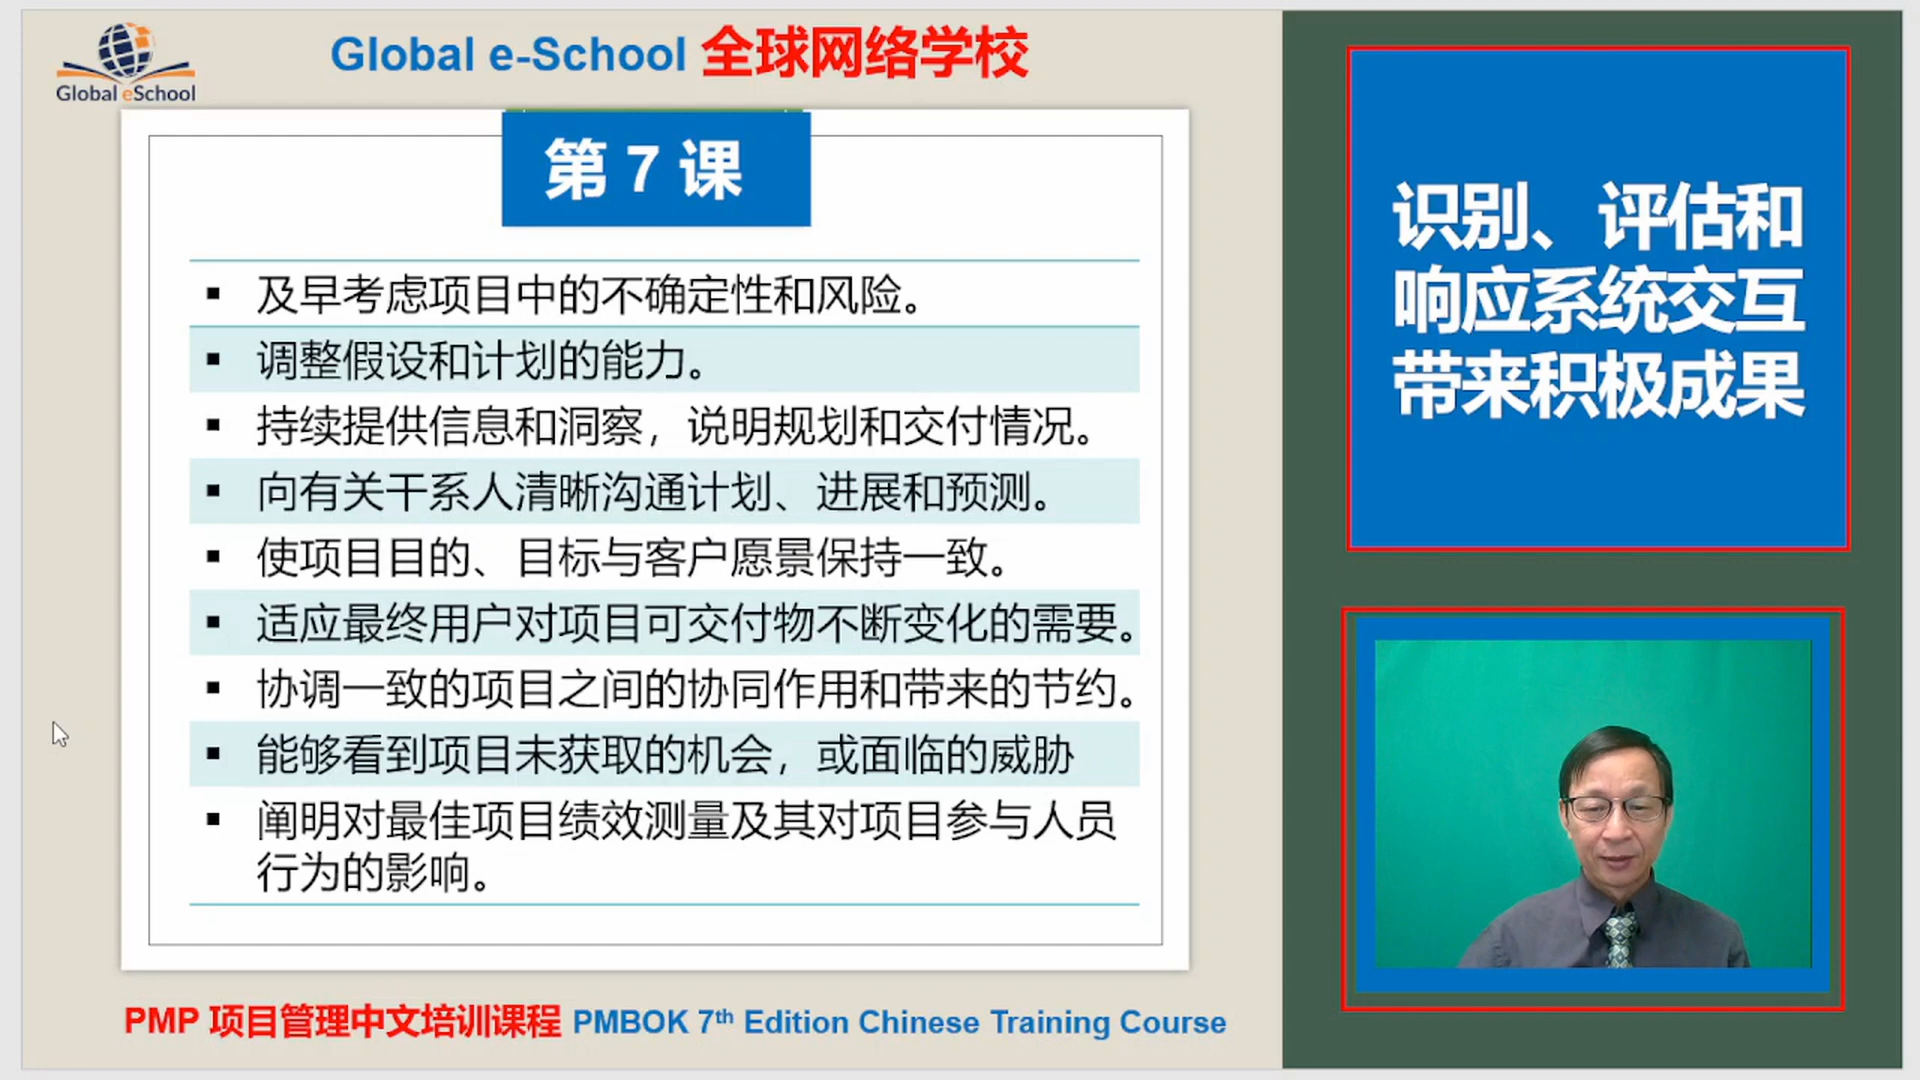 Global eSchool
Global e-School 全球网络学校
第 7 课
▪ 及早考虑项目中的不确定性和风险。
▪ 调整假设和计划的能力。
▪ 持续提供信息和洞察，说明规划和交付情况。
▪ 向有关干系人清晰沟通计划、进展和预测。
▪ 使项目目的、目标与客户愿景保持一致。
▪ 适应最终用户对项目可交付物不断变化的需要。
▪ 协调一致的项目之间的协同作用和带来的节约。
▪ 能够看到项目未获取的机会，或面临的威胁
▪ 阐明对最佳项目绩效测量及其对项目参与人员
行为的影响。
PMP 项目管理中文培训课程 PMBOK 7th Edition Chinese Training Course
识别、评估和
响应系统交互
带来积极成果